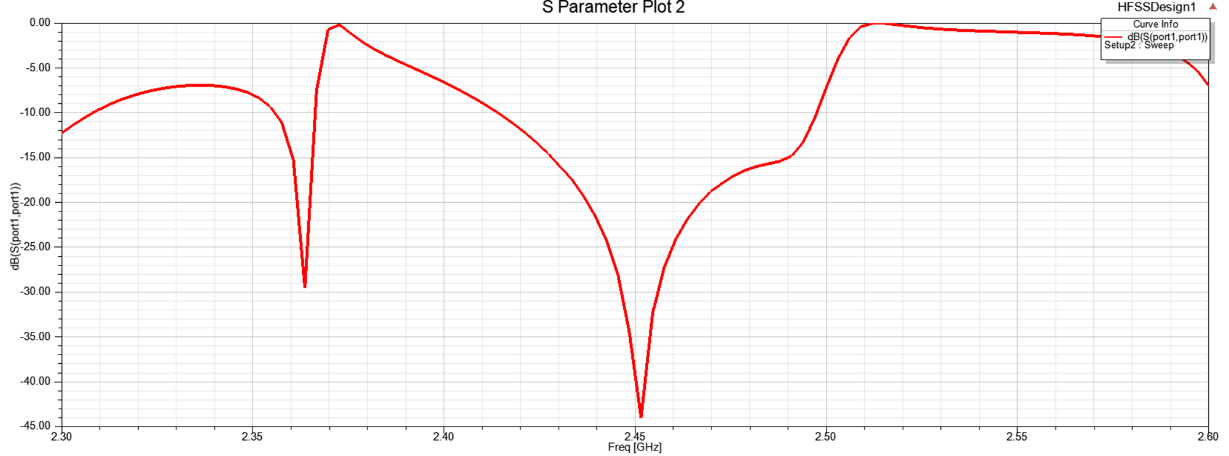 S Parameter Plot 2
HFSSDesign1
Curve Info
dB(S(port1,port1))
Setup2 : Sweep
0.00
-5.00
-10.00
-15.00
-20.00
-25.00
-30.00
-35.00
-40.00
-45.00
dB(S(port1,port1))
2.30
2.35
2.40
2.45
2.50
2.55
2.60
Freq [GHz]